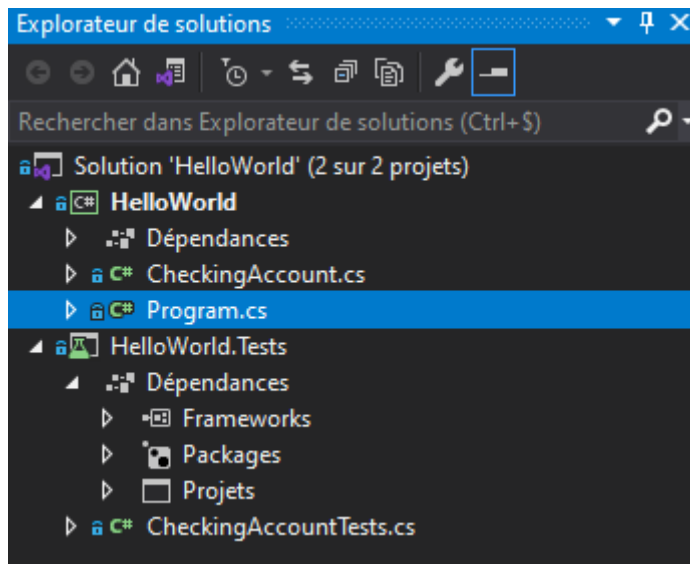 Explorateur de solutions
Rechercher dans Explorateur de solutions (Ctrl+$)
Solution 'HelloWorld' (2 sur 2 projets)
C# HelloWorld
Dépendances
C# CheckingAccount.cs
C# Program.cs
HelloWorld.Tests
Dépendances
Frameworks
Packages
Projets
C# CheckingAccountTests.cs